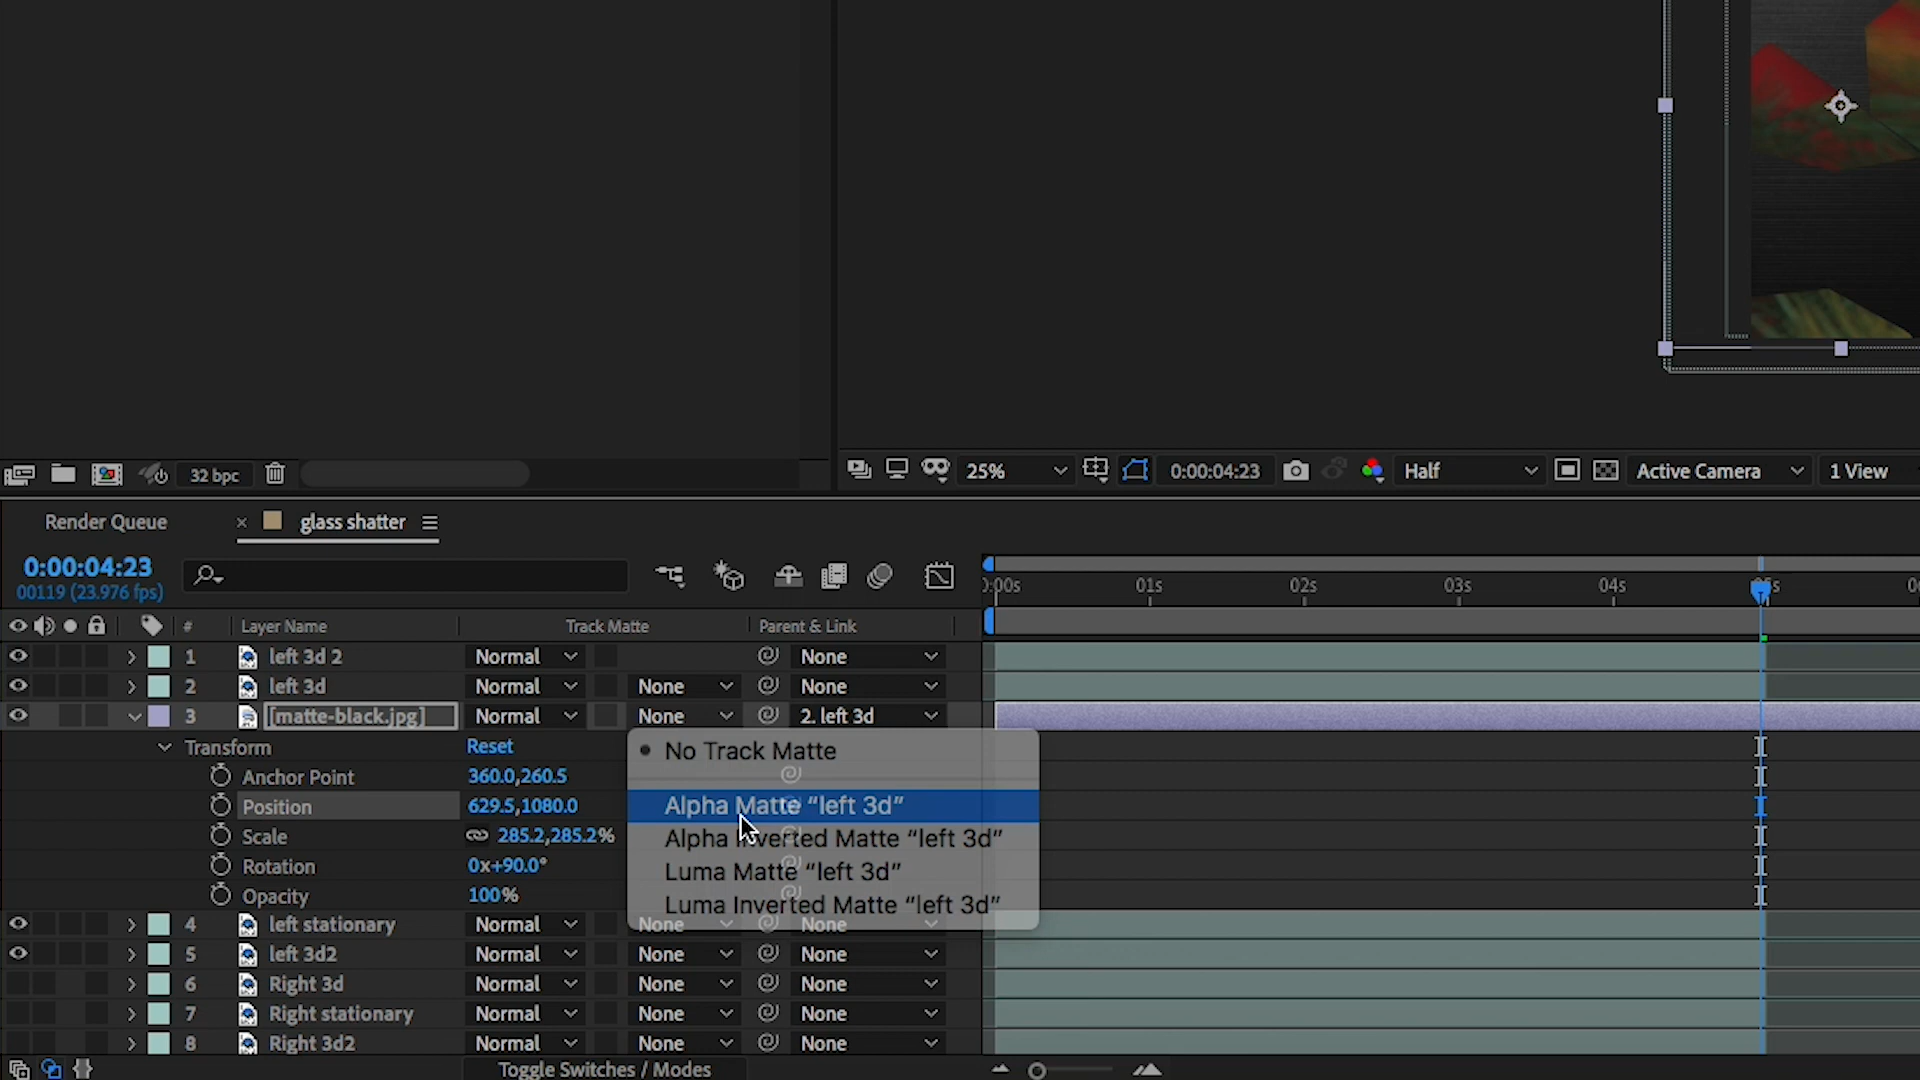 32 bpc
25%
0:00:04:23
Half
Active Camera
1 View
Render Queue
× glass shatter
0:00:04:23
00119 (23.976 fps)
:00s 01s 02s 03s 04s
# Layer Name Track Matte Parent & Link
1 left 3d 2 Normal None
2 left 3d Normal None None
3 [matte-black.jpg] Normal None 2. left 3d
Transform Reset
Anchor Point 360.0,260.5
Position 629.5,1080.0
Scale 285.2,285.2%
Rotation 0x+90.0°
Opacity 100%
No Track Matte
Alpha Matte “left 3d”
Alpha Inverted Matte “left 3d”
Luma Matte “left 3d”
Luma Inverted Matte “left 3d”
4 left stationary Normal None None
5 left 3d2 Normal None None
6 Right 3d Normal None None
7 Right stationary Normal None None
8 Right 3d2 Normal None None
Toggle Switches / Modes